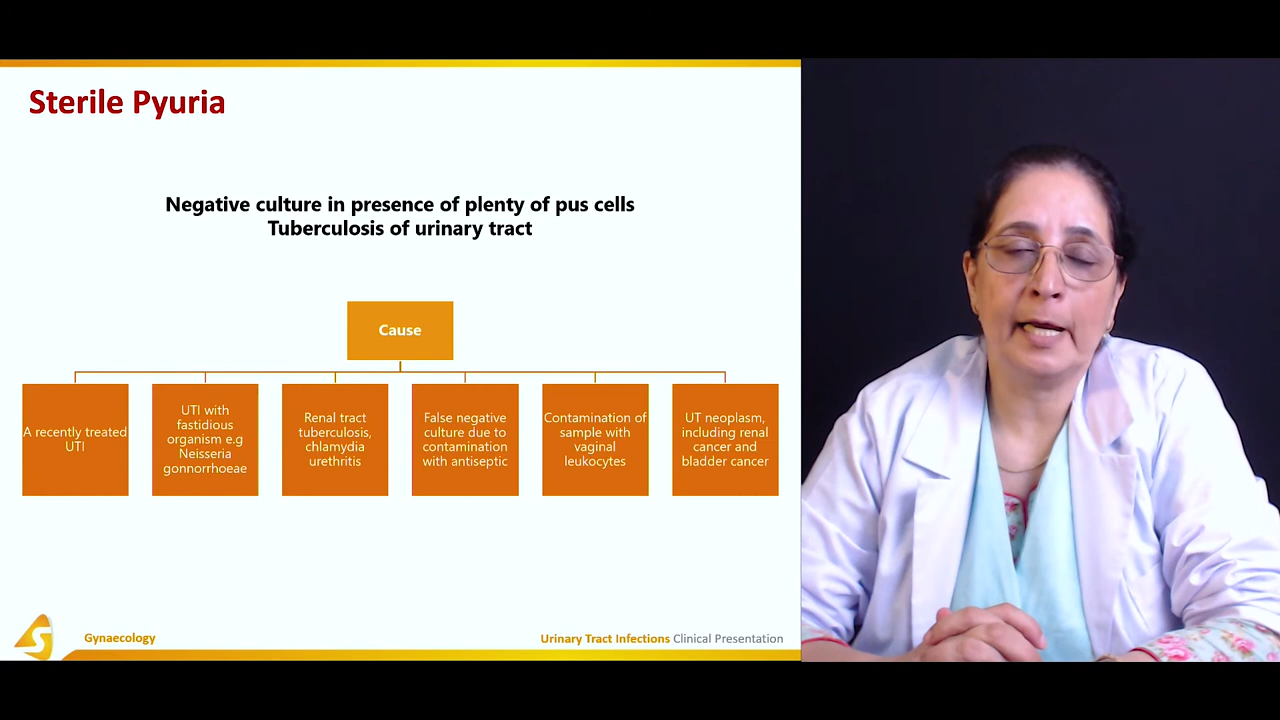 Sterile Pyuria
Negative culture in presence of plenty of pus cells
Tuberculosis of urinary tract
Cause
A recently treated
UTI
UTI with
fastidious
organism e.g
Neisseria
gonnorrhoeae
Renal tract
tuberculosis,
chlamydia
urethritis
False negative
culture due to
contamination
with antiseptic
Contamination of
sample with
vaginal
leukocytes
UT neoplasm,
including renal
cancer and
bladder cancer
S
Gynaecology
Urinary Tract Infections Clinical Presentation